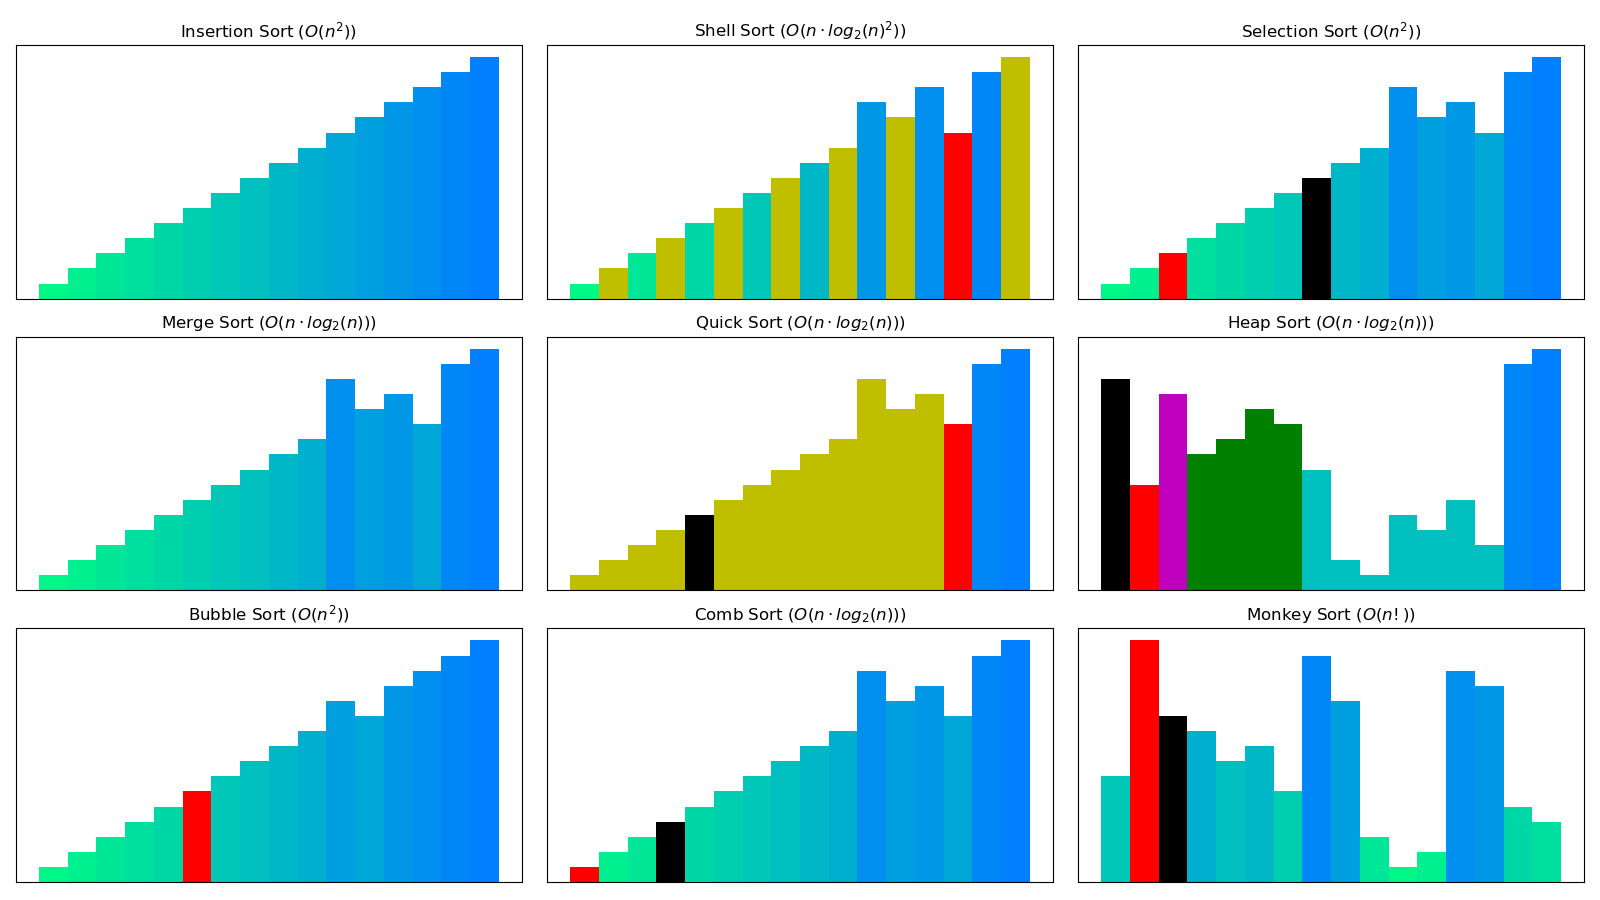 Insertion Sort (O(n²))
Shell Sort (O(n · log₂(n)²))
Selection Sort (O(n²))
Merge Sort (O(n · log₂(n)))
Quick Sort (O(n · log₂(n)))
Heap Sort (O(n · log₂(n)))
Bubble Sort (O(n²))
Comb Sort (O(n · log₂(n)))
Monkey Sort (O(n!))